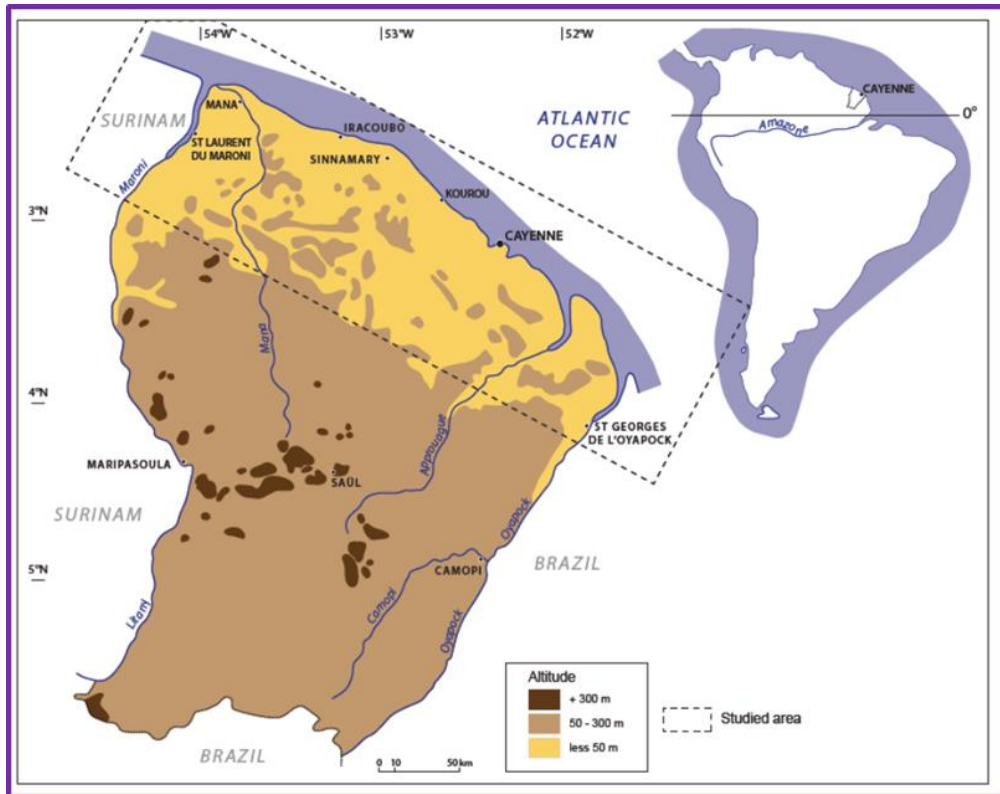 54°W
53°W
52°W
CAYENNE
0°
Amazone
ATLANTIC
OCEAN
MANA
SURINAM
IRACOUBO
ST LAURENT
DU MARONI
SINNAMARY
Maroni
KOUROU
3°N
CAYENNE
Mana
4°N
ST GEORGES
DE L'OYAPOCK
Approuague
MARIPASOULA
SAÜL
SURINAM
Oyapock
BRAZIL
5°N
CAMOPI
Camopi
Litani
Oyapock
Altitude
+ 300 m
50 - 300 m
less 50 m
Studied area
BRAZIL
0 10 50 km